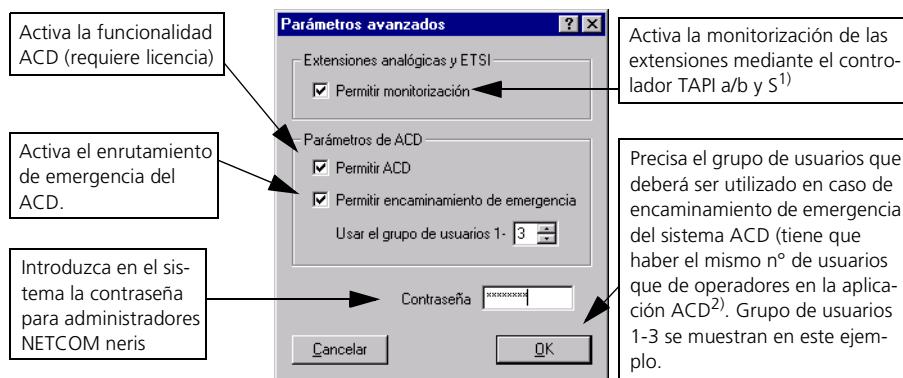 Activa la funcionalidad
ACD (requiere licencia)
Activa el enrutamiento
de emergencia del
ACD.
Introduzca en el sis-
tema la contraseña
para administradores
NETCOM neris
Parámetros avanzados
Extensiones analógicas y ETSI
Permitir monitorización
Parámetros de ACD
Permitir ACD
Permitir encaminamiento de emergencia
Usar el grupo de usuarios 1- 3
Contraseña ********
Cancelar
OK
Activa la monitorización de las
extensiones mediante el contro-
lador TAPI a/b y S1)
Precisa el grupo de usuarios que
deberá ser utilizado en caso de
encaminamiento de emergencia
del sistema ACD (tiene que
haber el mismo n° de usuarios
que de operadores en la aplica-
ción ACD2). Grupo de usuarios
1-3 se muestran en este ejem-
plo.